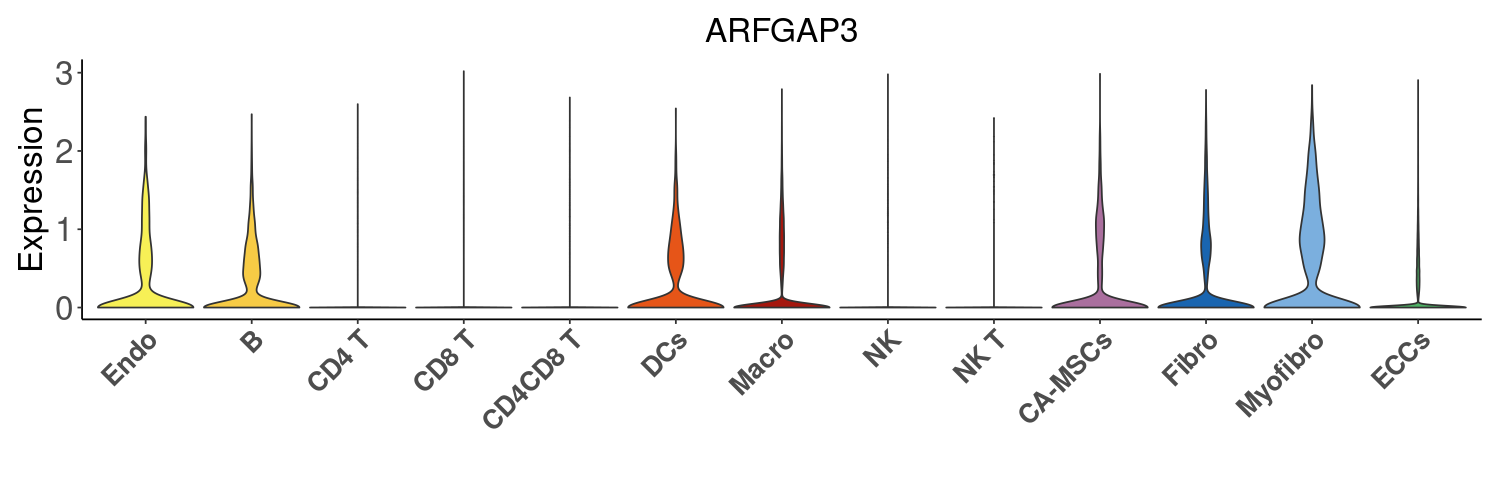 ARFGAP3
Expression
3
2
1
0
Endo
B
CD4 T
CD8 T
CD4CD8 T
DCs
Macro
NK
NK T
CA-MSCs
Fibro
Myofibro
ECCs